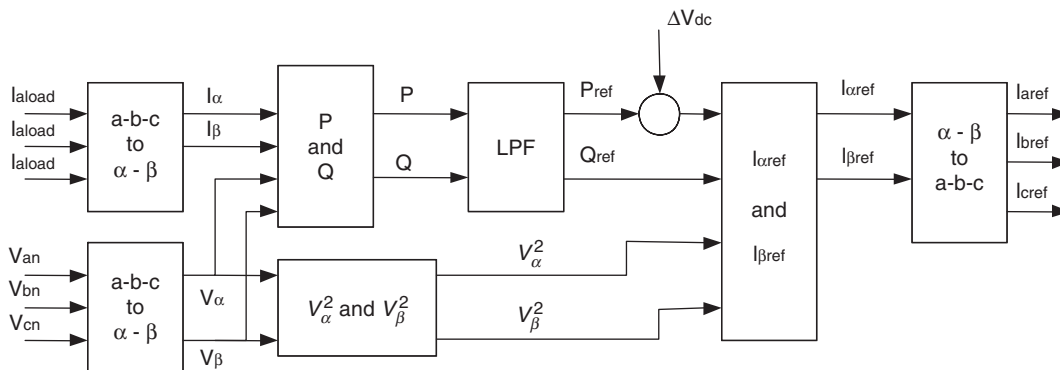 ΔVdc
Iaload
Iaload
Iaload
a-b-c
to
α - β
Iα
Iβ
P
and
Q
P
Q
LPF
Pref
Qref
Iαref
and
Iβref
Iαref
Iβref
α - β
to
a-b-c
Iaref
Ibref
Icref
Van
Vbn
Vcn
a-b-c
to
α - β
Vα
Vβ
V²α and V²β
V²α
V²β